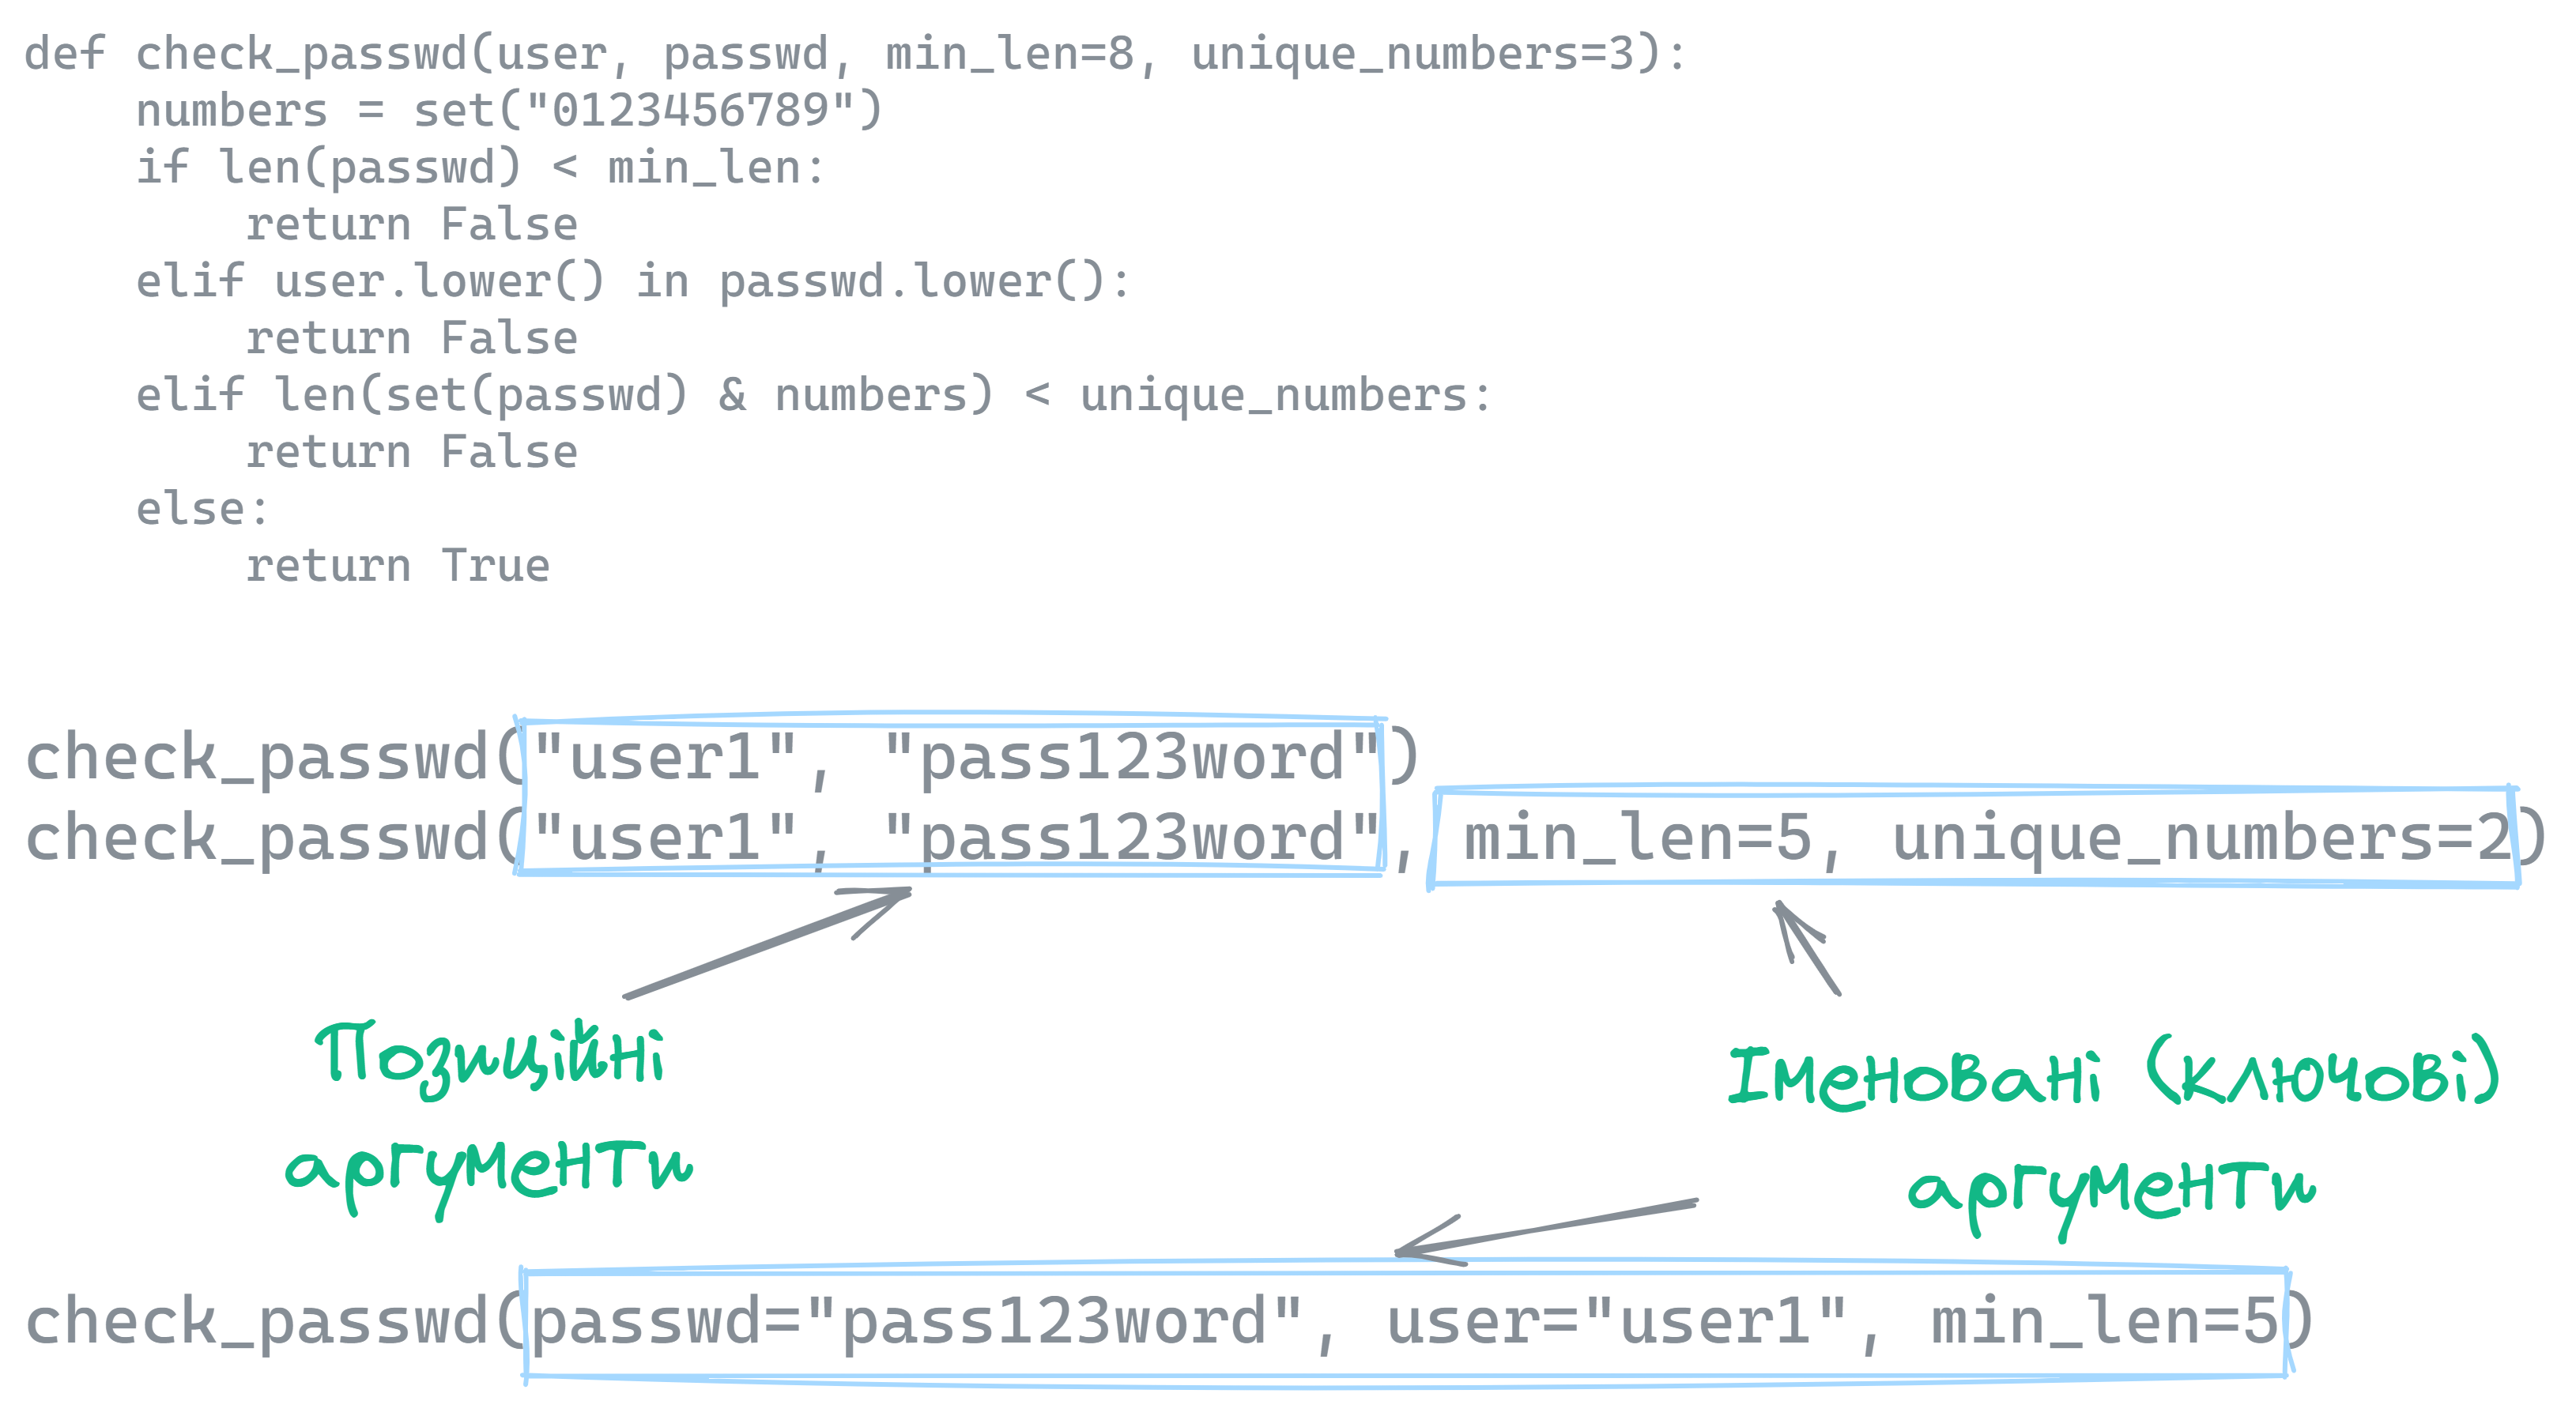 def check_passwd(user, passwd, min_len=8, unique_numbers=3):
    numbers = set("0123456789")
    if len(passwd) < min_len:
        return False
    elif user.lower() in passwd.lower():
        return False
    elif len(set(passwd) & numbers) < unique_numbers:
        return False
    else:
        return True
check_passwd("user1", "pass123word")
check_passwd("user1", "pass123word", min_len=5, unique_numbers=2)
Позиційні
аргументи
Іменовані (ключові)
аргументи
check_passwd(passwd="pass123word", user="user1", min_len=5)